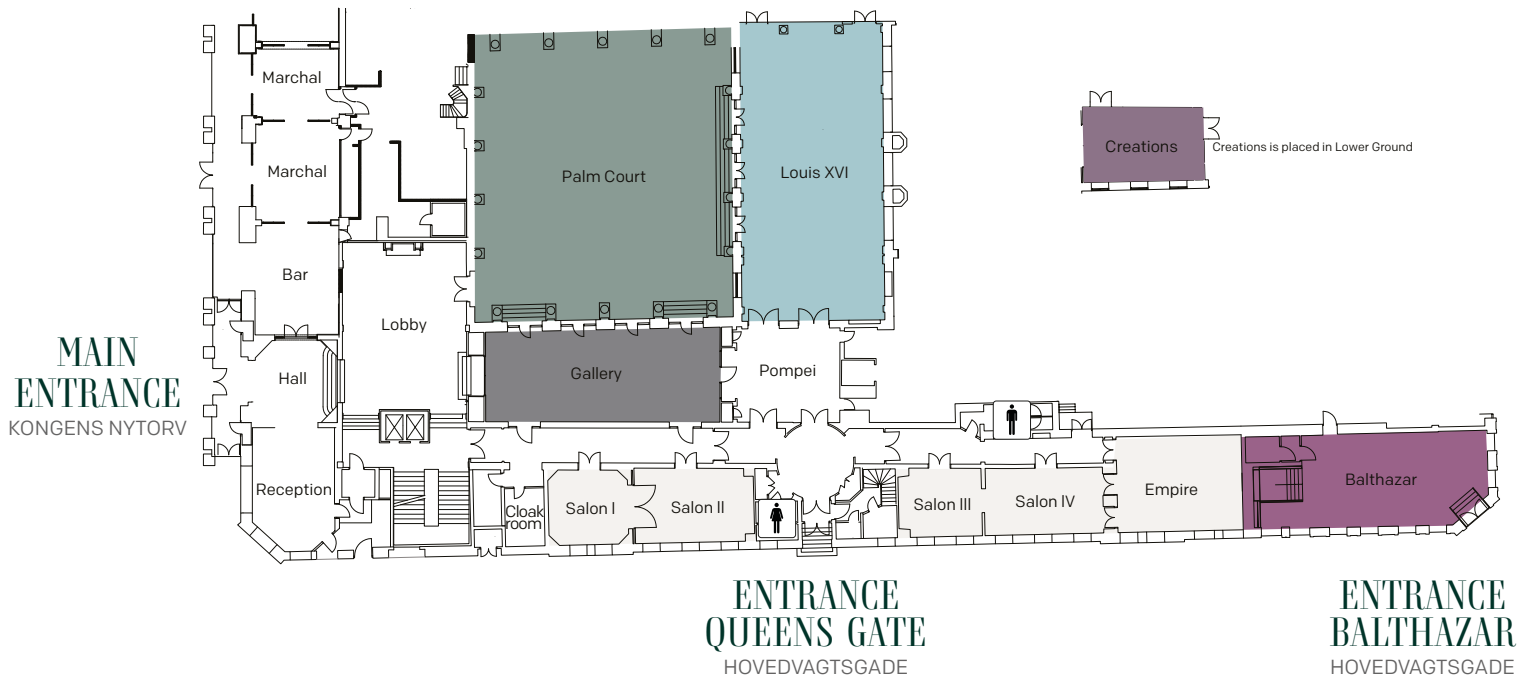 Marchal
Marchal
Bar
Palm Court
Louis XVI
Creations
Creations is placed in Lower Ground
Lobby
MAIN
ENTRANCE
KONGENS NYTORV
Hall
Gallery
Pompei
Reception
Cloak
room
Salon I
Salon II
Salon III
Salon IV
Empire
Balthazar
ENTRANCE
QUEENS GATE
HOVEDVAGTSGADE
ENTRANCE
BALTHAZAR
HOVEDVAGTSGADE